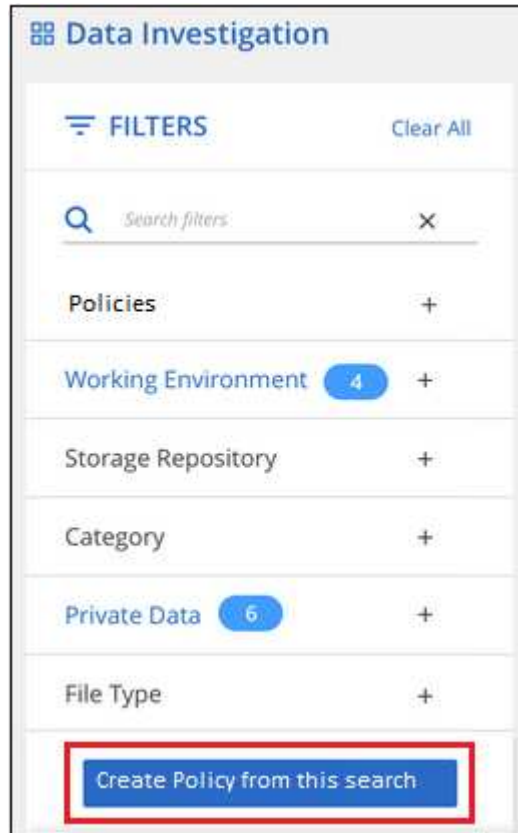 Data Investigation
FILTERS Clear All
Search filters ×
Policies +
Working Environment 4 +
Storage Repository +
Category +
Private Data 6 +
File Type +
Create Policy from this search